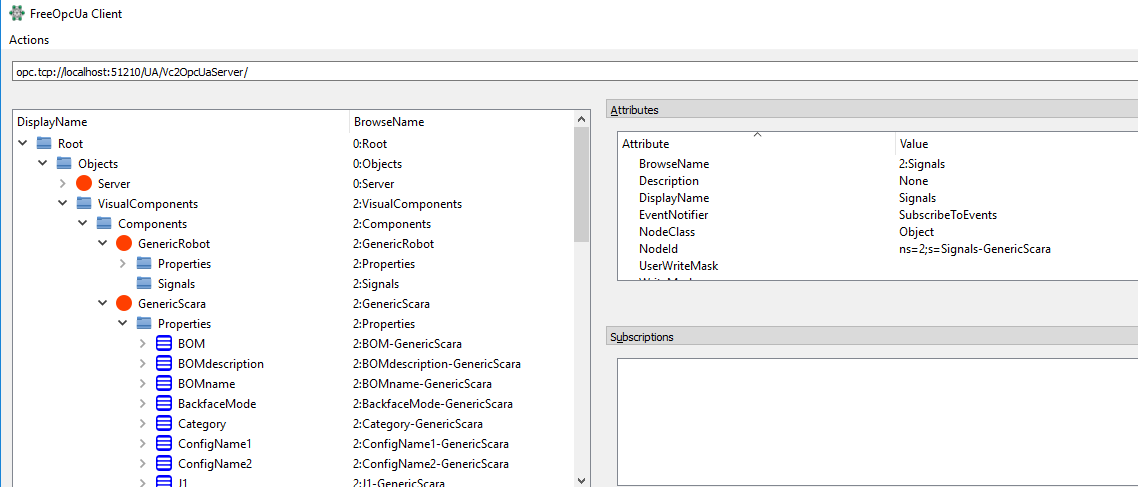 FreeOpcUa Client
Actions
opc.tcp://localhost:51210/UA/Vc2OpcUaServer/
DisplayName BrowseName
Root 0:Root
Objects 0:Objects
Server 0:Server
VisualComponents 2:VisualComponents
Components 2:Components
GenericRobot 2:GenericRobot
Properties 2:Properties
Signals 2:Signals
GenericScara 2:GenericScara
Properties 2:Properties
BOM 2:BOM-GenericScara
BOMdescription 2:BOMdescription-GenericScara
BOMname 2:BOMname-GenericScara
BackfaceMode 2:BackfaceMode-GenericScara
Category 2:Category-GenericScara
ConfigName1 2:ConfigName1-GenericScara
ConfigName2 2:ConfigName2-GenericScara
J1 2:J1-GenericScara
Attributes
Attribute Value
BrowseName 2:Signals
Description None
DisplayName Signals
EventNotifier SubscribeToEvents
NodeClass Object
NodeId ns=2;s=Signals-GenericScara
UserWriteMask
Subscriptions